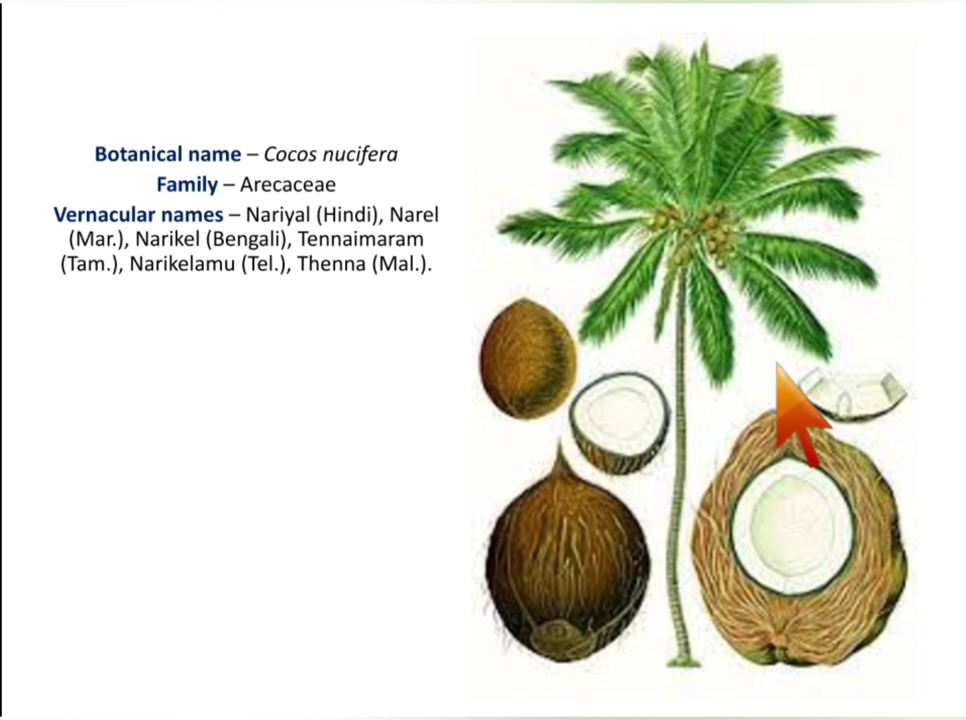 Botanical name – Cocos nucifera
Family – Arecaceae
Vernacular names – Nariyal (Hindi), Narel
(Mar.), Narikel (Bengali), Tennaimaram
(Tam.), Narikelamu (Tel.), Thenna (Mal.).